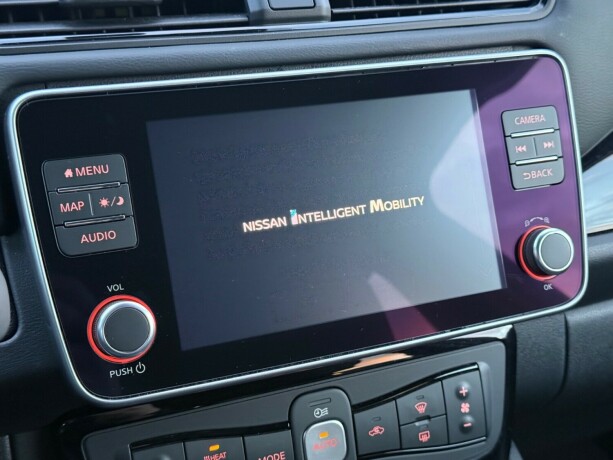 MENU
MAP
AUDIO
VOL
PUSH
NISSAN INTELLIGENT MOBILITY
CAMERA
BACK
OK
HEAT
MODE